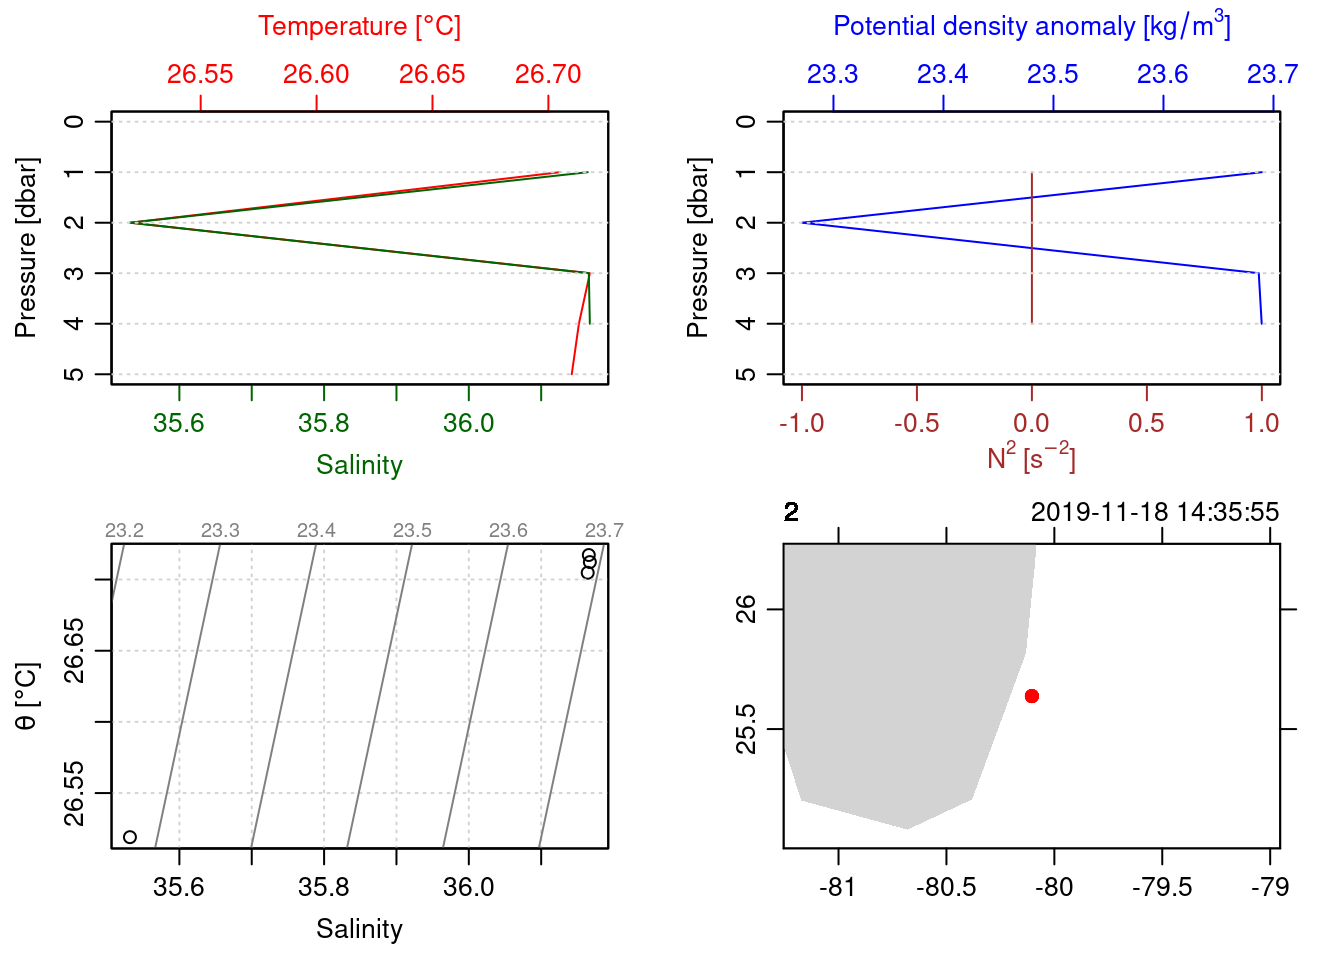 Temperature [°C]
26.55 26.60 26.65 26.70
0
1
2
3
4
5
Pressure [dbar]
35.6 35.8 36.0
Salinity
Potential density anomaly [kg/m³]
23.3 23.4 23.5 23.6 23.7
0
1
2
3
4
5
Pressure [dbar]
-1.0 -0.5 0.0 0.5 1.0
N² [s⁻²]
23.2 23.3 23.4 23.5 23.6 23.7
26.65
26.55
θ [°C]
35.6 35.8 36.0
Salinity
2 2019-11-18 14:35:55
26
25.5
-81 -80.5 -80 -79.5 -79